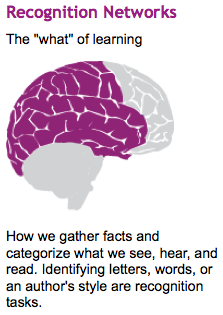 Recognition Networks
The "what" of learning
How we gather facts and
categorize what we see, hear, and
read. Identifying letters, words, or
an author's style are recognition
tasks.